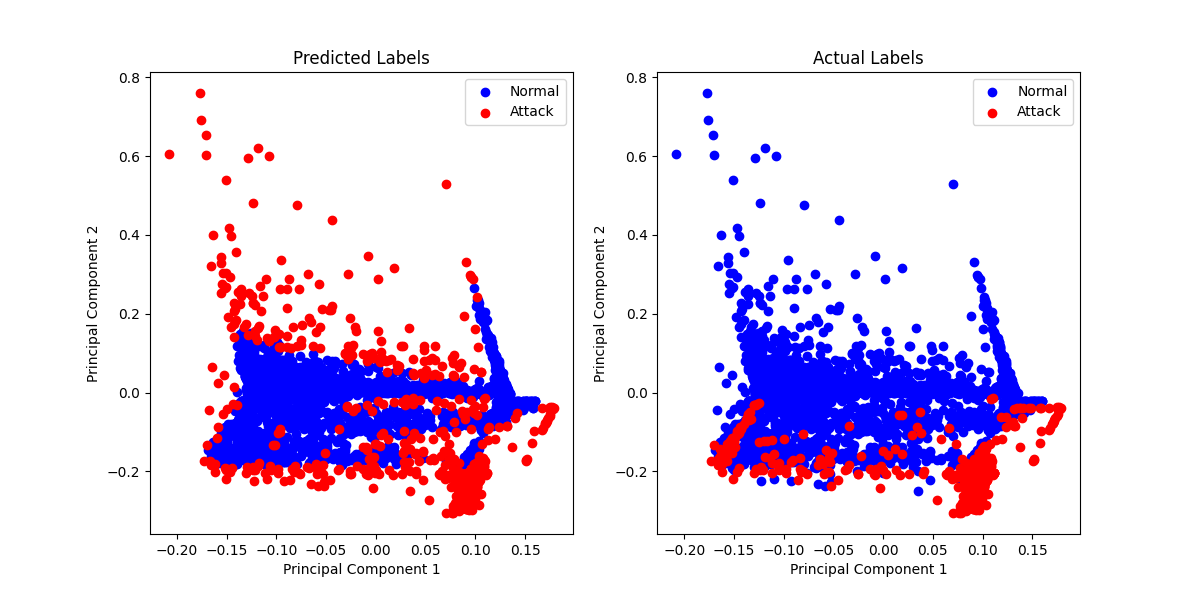 Predicted Labels
Normal
Attack
0.8
0.6
0.4
0.2
0.0
−0.2
Principal Component 2
−0.20 −0.15 −0.10 −0.05 0.00 0.05 0.10 0.15
Principal Component 1
Actual Labels
Normal
Attack
0.8
0.6
0.4
0.2
0.0
−0.2
Principal Component 2
−0.20 −0.15 −0.10 −0.05 0.00 0.05 0.10 0.15
Principal Component 1